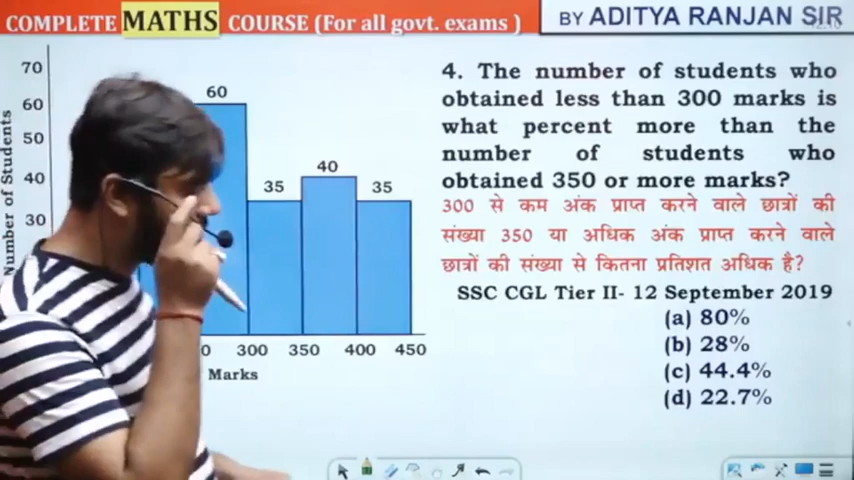 COMPLETE MATHS COURSE (For all govt. exams)
BY ADITYA RANJAN SIR
70
60
50
40
30
Number of Students
60
35
40
35
0 300 350 400 450
Marks
4. The number of students who
obtained less than 300 marks is
what percent more than the
number of students who
obtained 350 or more marks?
300 से कम अंक प्राप्त करने वाले छात्रों की
संख्या 350 या अधिक अंक प्राप्त करने वाले
छात्रों की संख्या से कितना प्रतिशत अधिक है?
SSC CGL Tier II- 12 September 2019
(a) 80%
(b) 28%
(c) 44.4%
(d) 22.7%